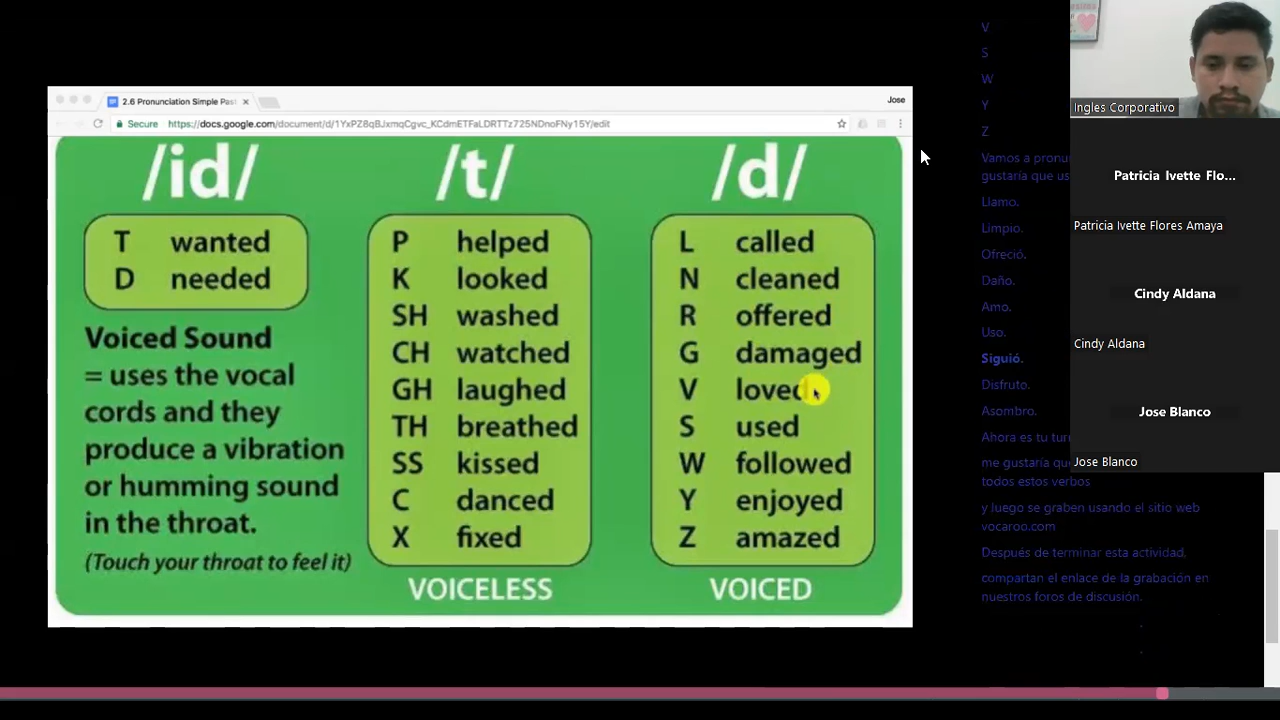 2.6 Pronunciation Simple Pas
Jose
Secure https://docs.google.com/document/d/1YxPZ8qBJxmqCgvc_KCdmETFaLDRTTz725NDnoFNy15Y/edit
/id/
T wanted
D needed
Voiced Sound
= uses the vocal
cords and they
produce a vibration
or humming sound
in the throat.
(Touch your throat to feel it)
/t/
P helped
K looked
SH washed
CH watched
GH laughed
TH breathed
SS kissed
C danced
X fixed
VOICELESS
/d/
L called
N cleaned
R offered
G damaged
V loved
S used
W followed
Y enjoyed
Z amazed
VOICED
V
S
W
Y
Z
Vamos a pronu
gustaría que us
Llamo.
Limpio.
Ofreció.
Daño.
Amo.
Uso.
Siguió.
Disfruto.
Asombro.
Ahora es tu turn
me gustaría qu
todos estos verbos
y luego se graben usando el sitio web
vocaroo.com
Después de terminar esta actividad,
compartan el enlace de la grabación en
nuestros foros de discusión.
Ingles Corporativo
Patricia Ivette Flo...
Patricia Ivette Flores Amaya
Cindy Aldana
Cindy Aldana
Jose Blanco
Jose Blanco